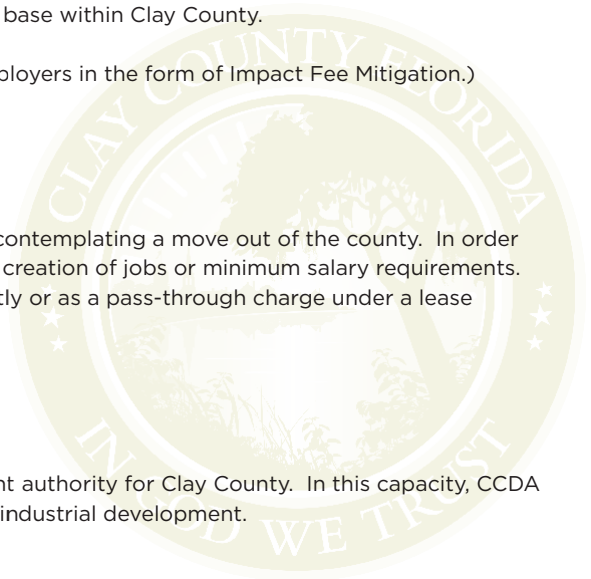 base within Clay County.
ployers in the form of Impact Fee Mitigation.)
contemplating a move out of the county. In order
creation of jobs or minimum salary requirements.
tly or as a pass-through charge under a lease
nt authority for Clay County. In this capacity, CCDA
industrial development.
CLAY COUNTY FLORIDA
IN GOD WE TRUST